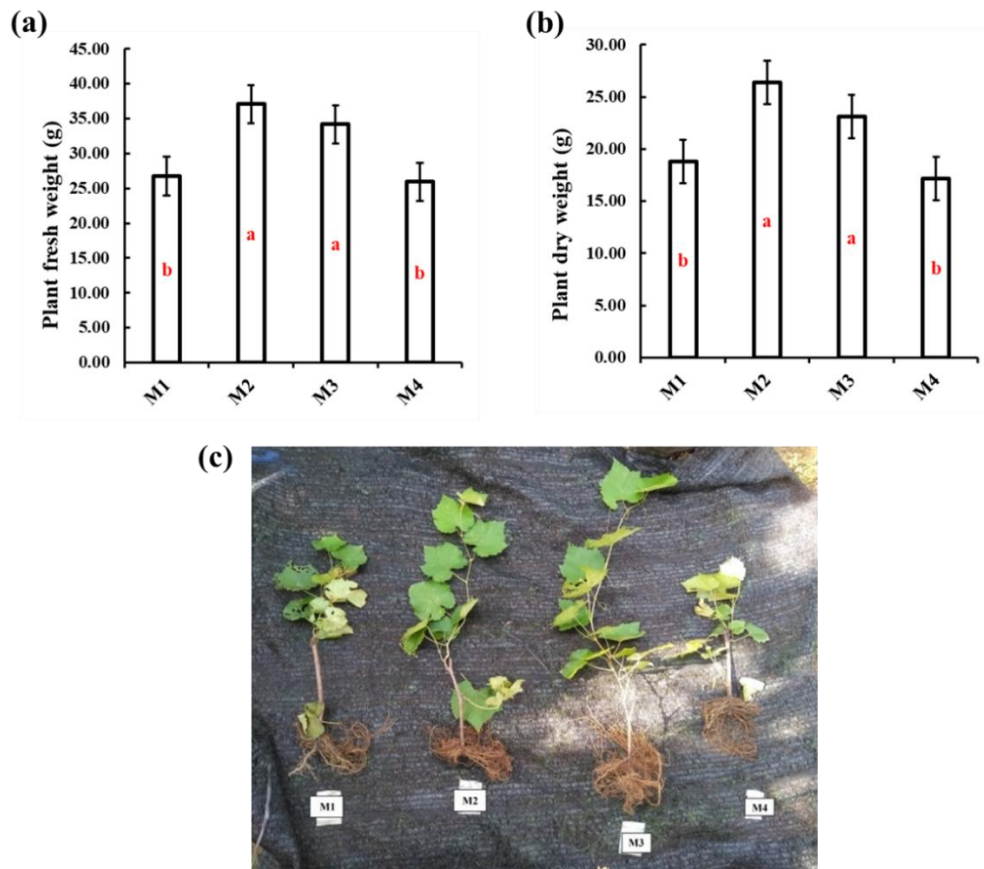 (a)
Plant fresh weight (g)
45.00
40.00
35.00
30.00
25.00
20.00
15.00
10.00
5.00
0.00
b
a
a
b
M1
M2
M3
M4
(b)
Plant dry weight (g)
30.00
25.00
20.00
15.00
10.00
5.00
0.00
b
a
a
b
M1
M2
M3
M4
(c)
M1
M2
M3
M4